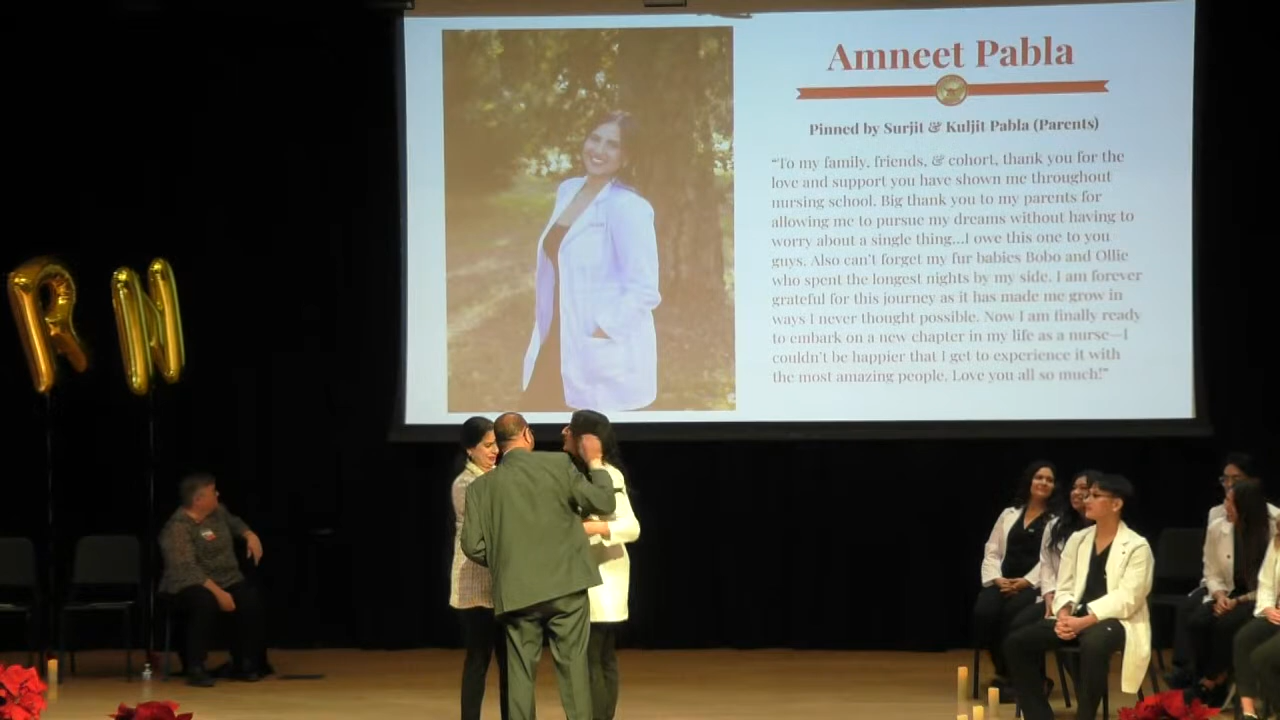 Amneet Pabla
Pinned by Surjit & Kuljit Pabla (Parents)
“To my family, friends, & cohort, thank you for the
love and support you have shown me throughout
nursing school. Big thank you to my parents for
allowing me to pursue my dreams without having to
worry about a single thing...I owe this one to you
guys. Also can't forget my fur babies Bobo and Ollie
who spent the longest nights by my side. I am forever
grateful for this journey as it has made me grow in
ways I never thought possible. Now I am finally ready
to embark on a new chapter in my life as a nurse—I
couldn't be happier that I get to experience it with
the most amazing people. Love you all so much!”
RN